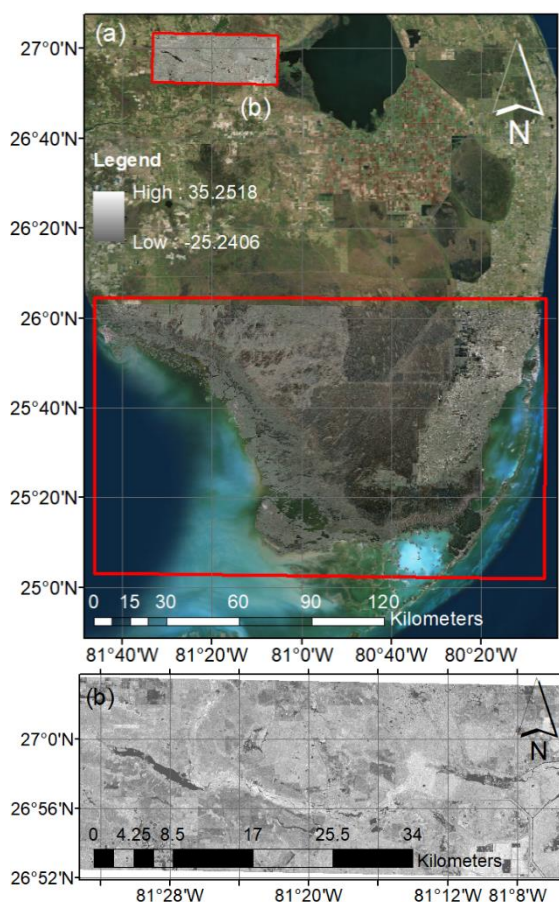 (a)
27°0'N
(b)
N
26°40'N
Legend
High : 35.2518
Low : -25.2406
26°20'N
26°0'N
25°40'N
25°20'N
25°0'N
0 15 30 60 90 120
Kilometers
81°40'W 81°20'W 81°0'W 80°40'W 80°20'W
(b)
N
27°0'N
26°56'N
0 4.25 8.5 17 25.5 34
Kilometers
26°52'N
81°28'W 81°20'W 81°12'W 81°8'W